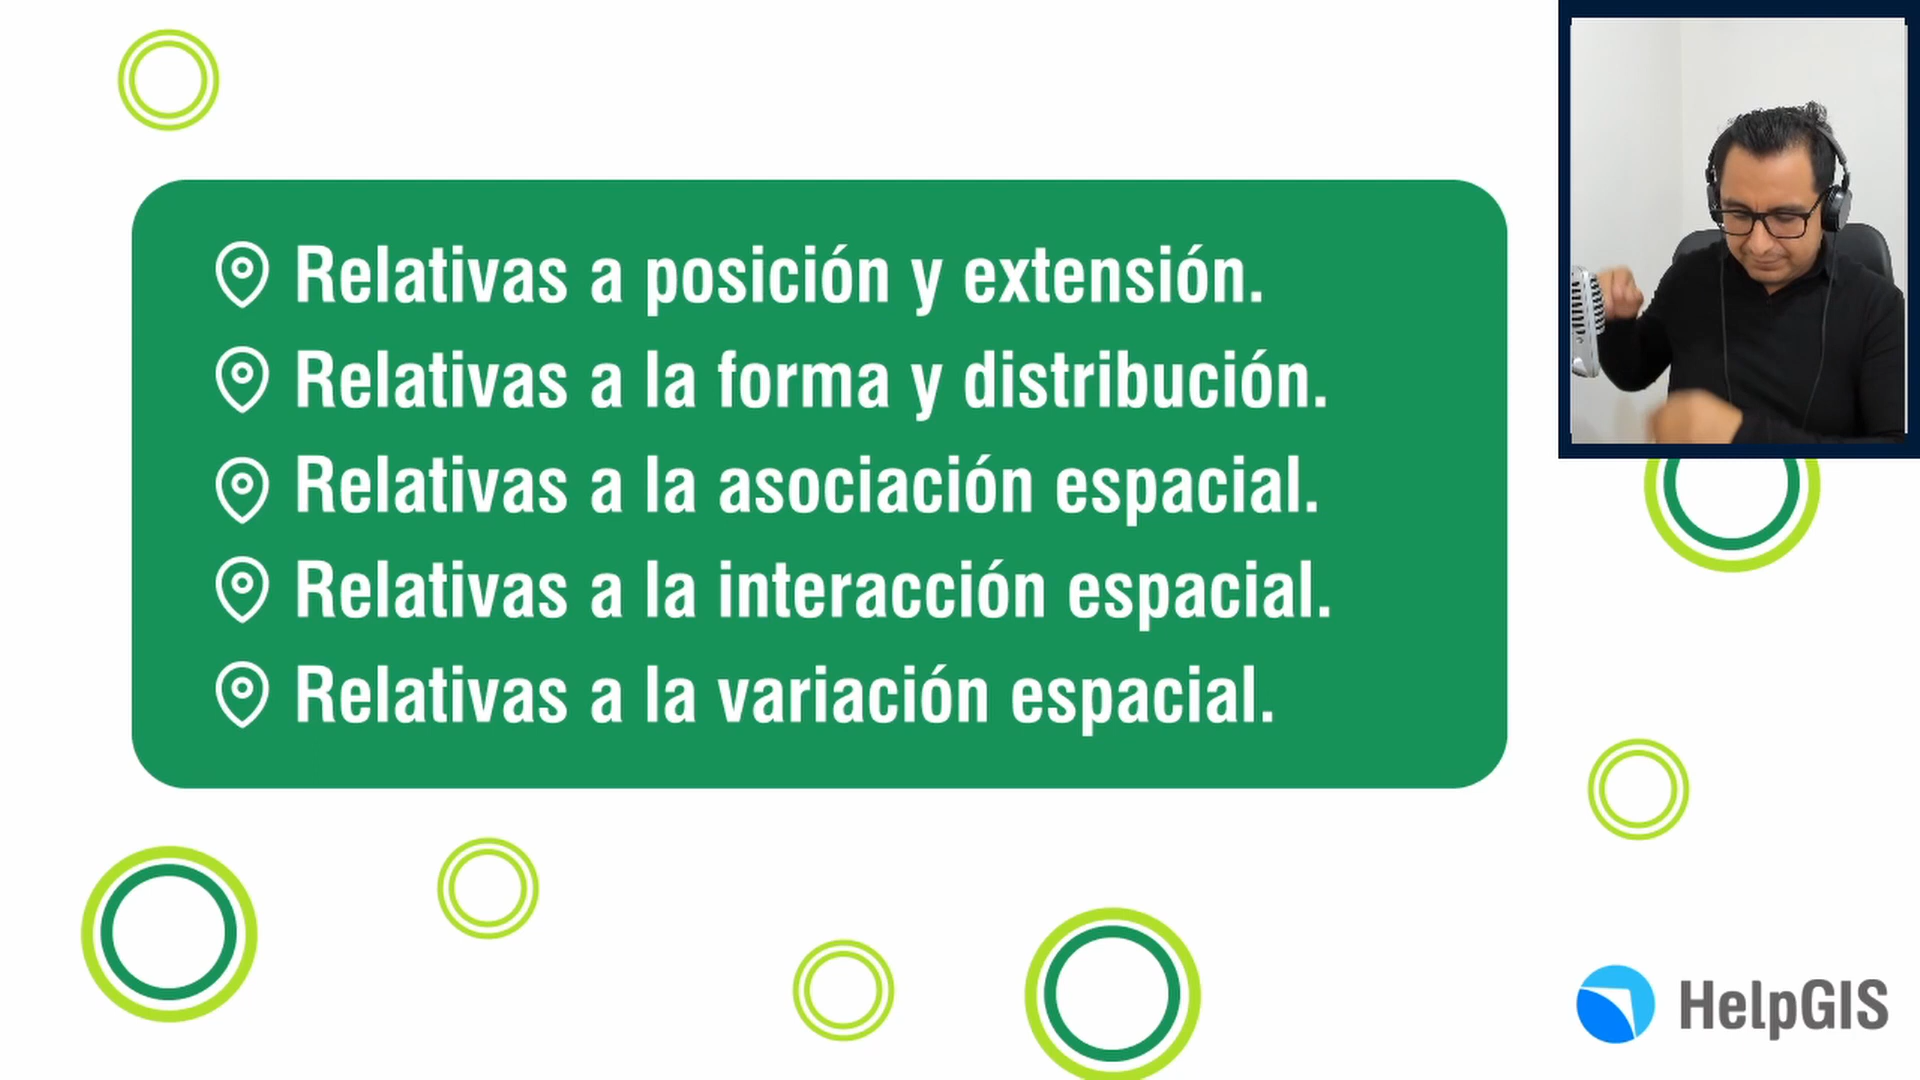 Relativas a posición y extensión.
Relativas a la forma y distribución.
Relativas a la asociación espacial.
Relativas a la interacción espacial.
Relativas a la variación espacial.
HelpGIS